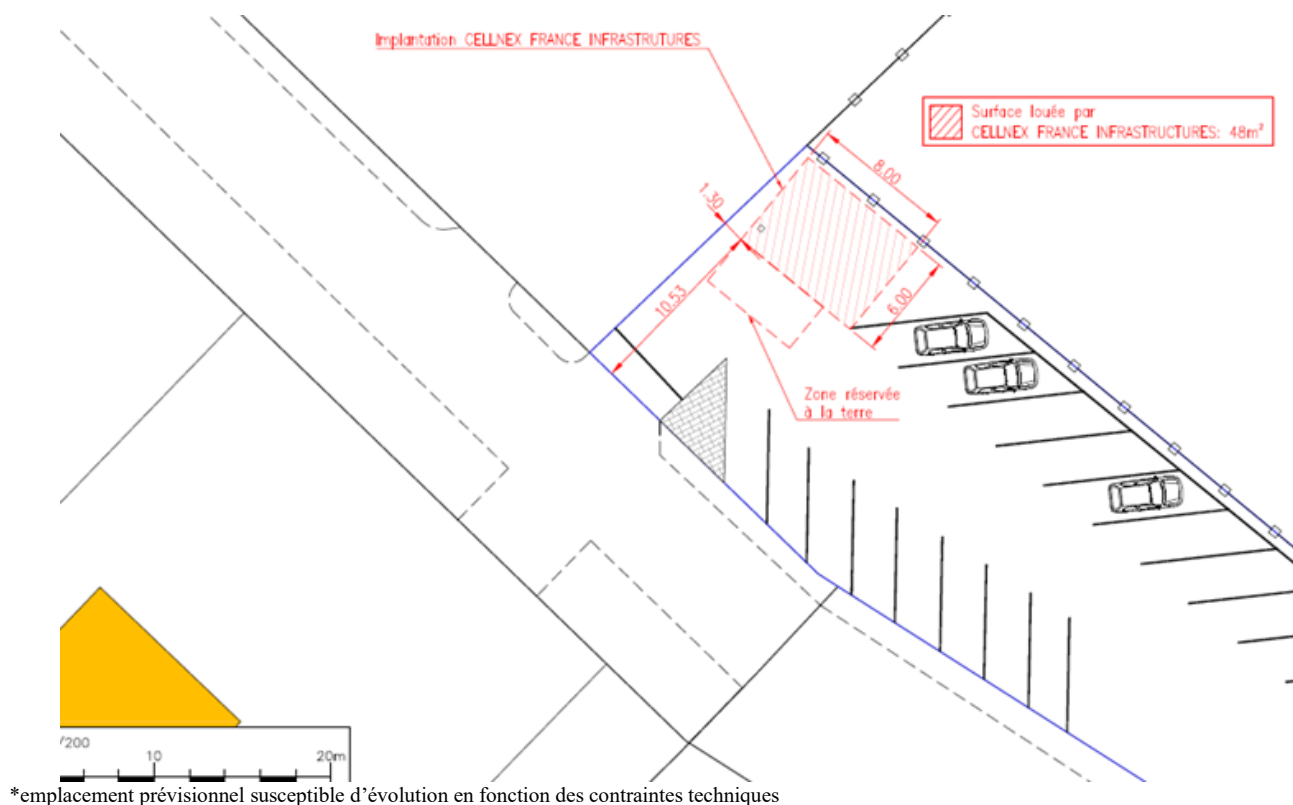 Implantation CELLNEX FRANCE INFRASTRUTURES
Surface louée par
CELLNEX FRANCE INFRASTRUCTURES: 48m²
8.00
1.30
10.53
6.00
Zone réservée
à la terre
/200
10
20m
*emplacement prévisionnel susceptible d'évolution en fonction des contraintes techniques